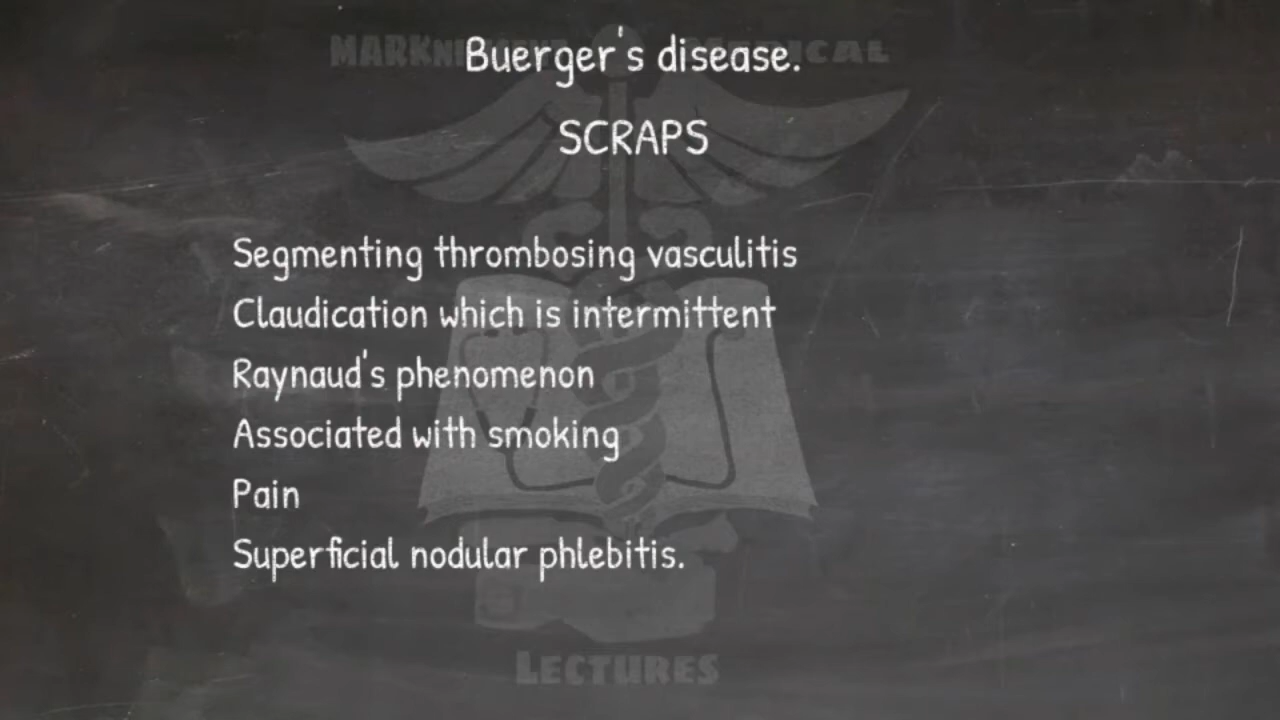 Buerger's disease.
SCRAPS
Segmenting thrombosing vasculitis
Claudication which is intermittent
Raynaud's phenomenon
Associated with smoking
Pain
Superficial nodular phlebitis.
LECTURES